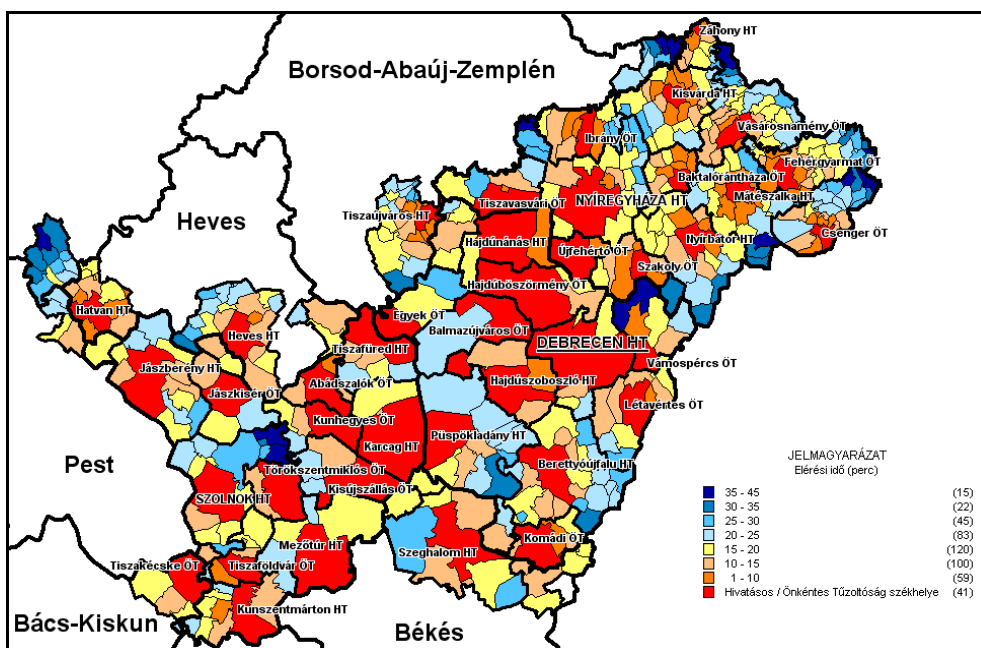 Záhony HT
Borsod-Abaúj-Zemplén
Kisvárda HT
Vásárosnamény ÖT
Ibrány ÖT
Fehérgyarmat ÖT
Baktalórántháza ÖT
Mátészalka HT
NYÍREGYHÁZA HT
Tiszavasvári ÖT
Tiszaújváros HT
Heves
Csenger ÖT
Nyírbátor HT
Hajdúnánás HT
Újfehértó ÖT
Szakoly ÖT
Hajdúböszörmény ÖT
Hatvan HT
Egyek ÖT
Balmazújváros ÖT
Heves HT
DEBRECEN HT
Tiszafüred HT
Vámospércs ÖT
Jászberény HT
Abádszalók ÖT
Hajdúszoboszló HT
Jászkisér ÖT
Létavértes ÖT
Kunhegyes ÖT
Karcag HT
Püspökladány HT
Pest
Törökszentmiklós ÖT
Berettyóújfalu HT
Kisújszállás ÖT
SZOLNOK HT
Komádi ÖT
Mezőtúr HT
Szeghalom HT
Tiszakécske ÖT
Tiszaföldvár ÖT
Kunszentmárton HT
Bács-Kiskun
Békés
JELMAGYARÁZAT
Elérési idő (perc)
35 - 45 (15)
30 - 35 (22)
25 - 30 (45)
20 - 25 (83)
15 - 20 (120)
10 - 15 (100)
1 - 10 (59)
Hivatásos / Önkéntes Tűzoltóság székhelye (41)